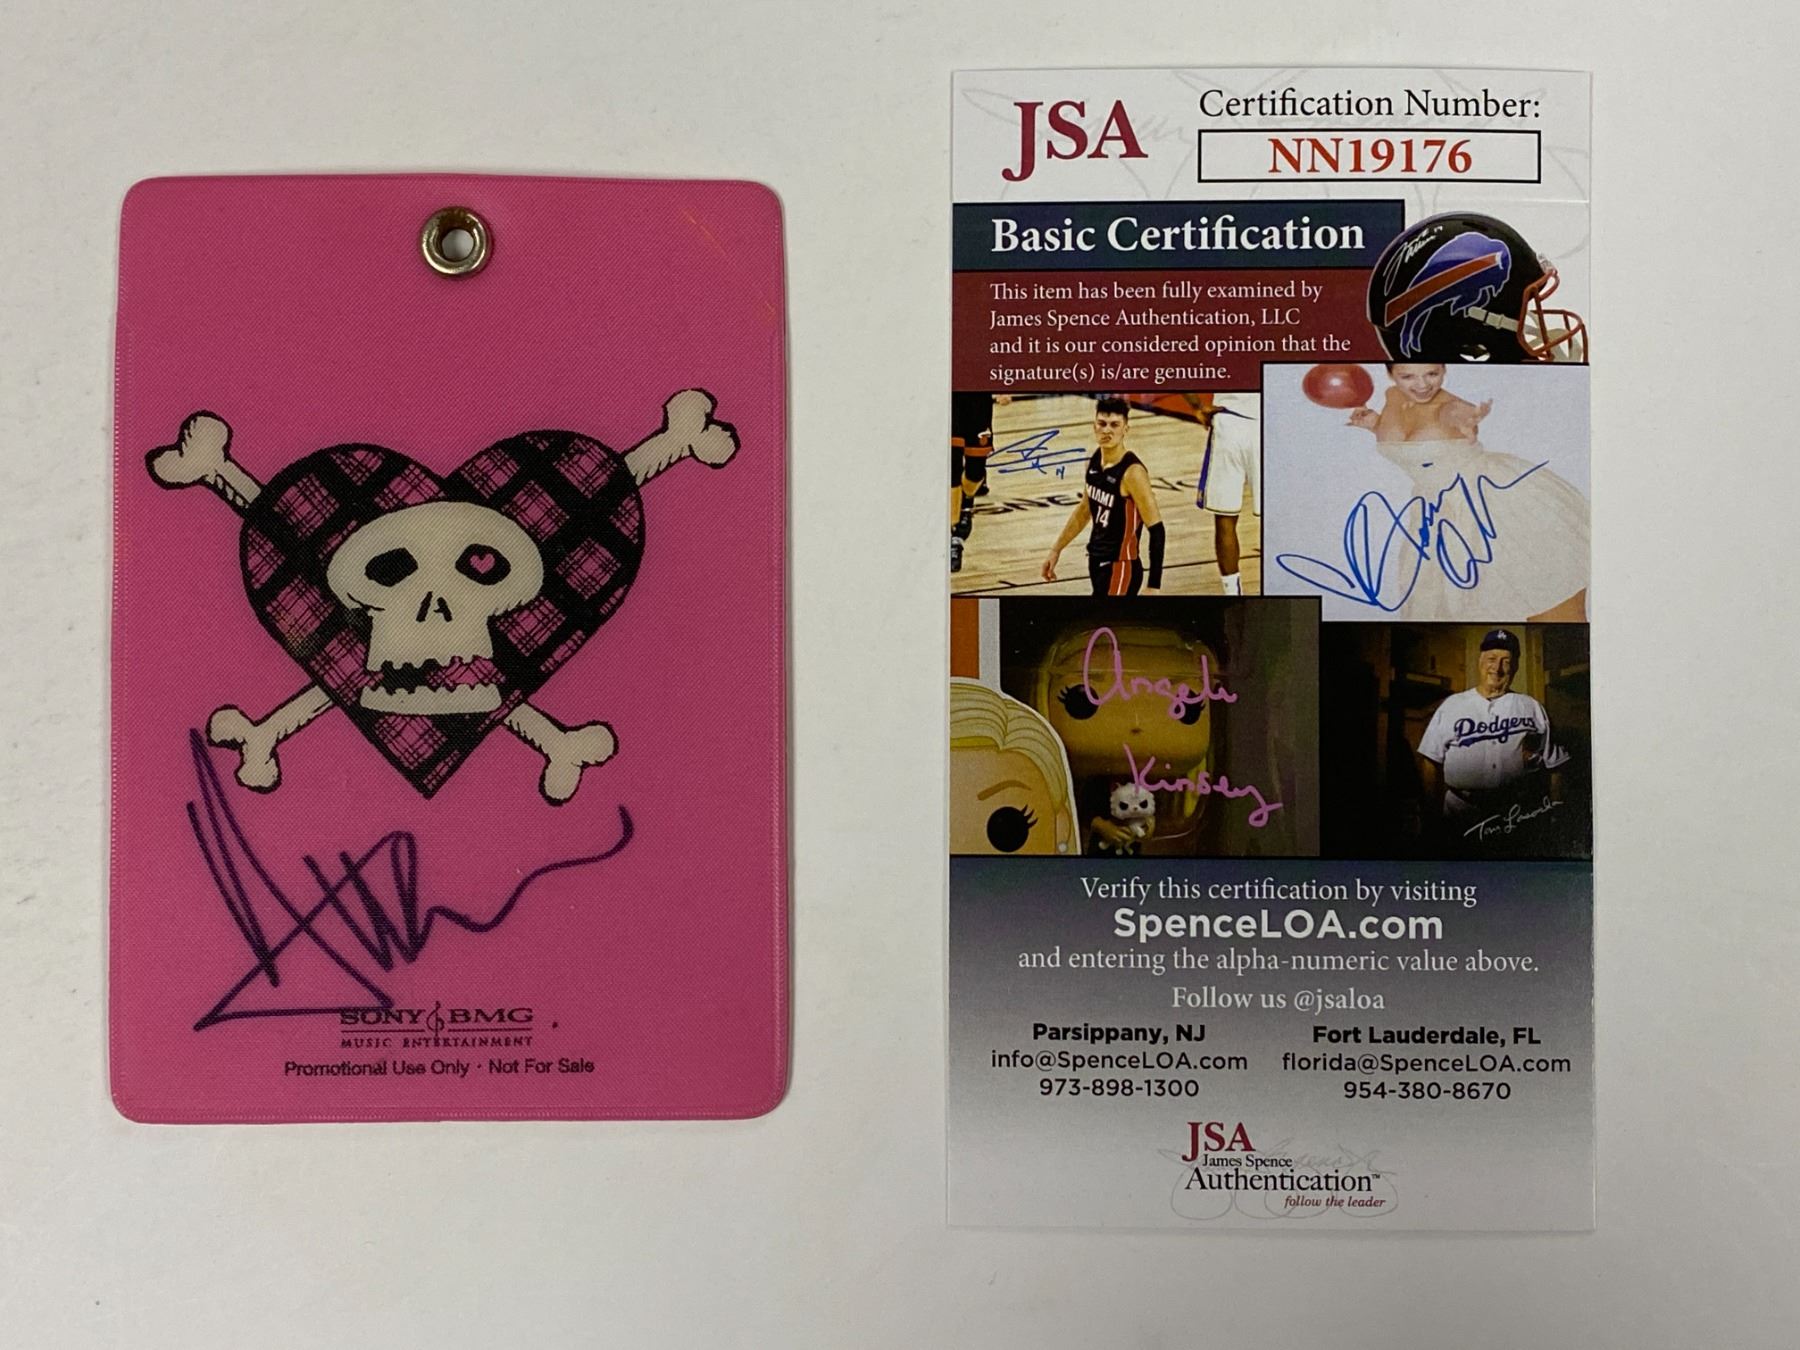 SONY BMG
MUSIC ENTERTAINMENT
Promotional Use Only · Not For Sale
JSA
Certification Number:
NN19176
Basic Certification
This item has been fully examined by
James Spence Authentication, LLC
and it is our considered opinion that the
signature(s) is/are genuine.
MIAMI
14
Angela
Kinsey
Dodgers
Tom Lasorda
Verify this certification by visiting
SpenceLOA.com
and entering the alpha-numeric value above.
Follow us @jsaloa
Parsippany, NJ
info@SpenceLOA.com
973-898-1300
Fort Lauderdale, FL
florida@SpenceLOA.com
954-380-8670
JSA
James Spence
Authentication™
follow the leader